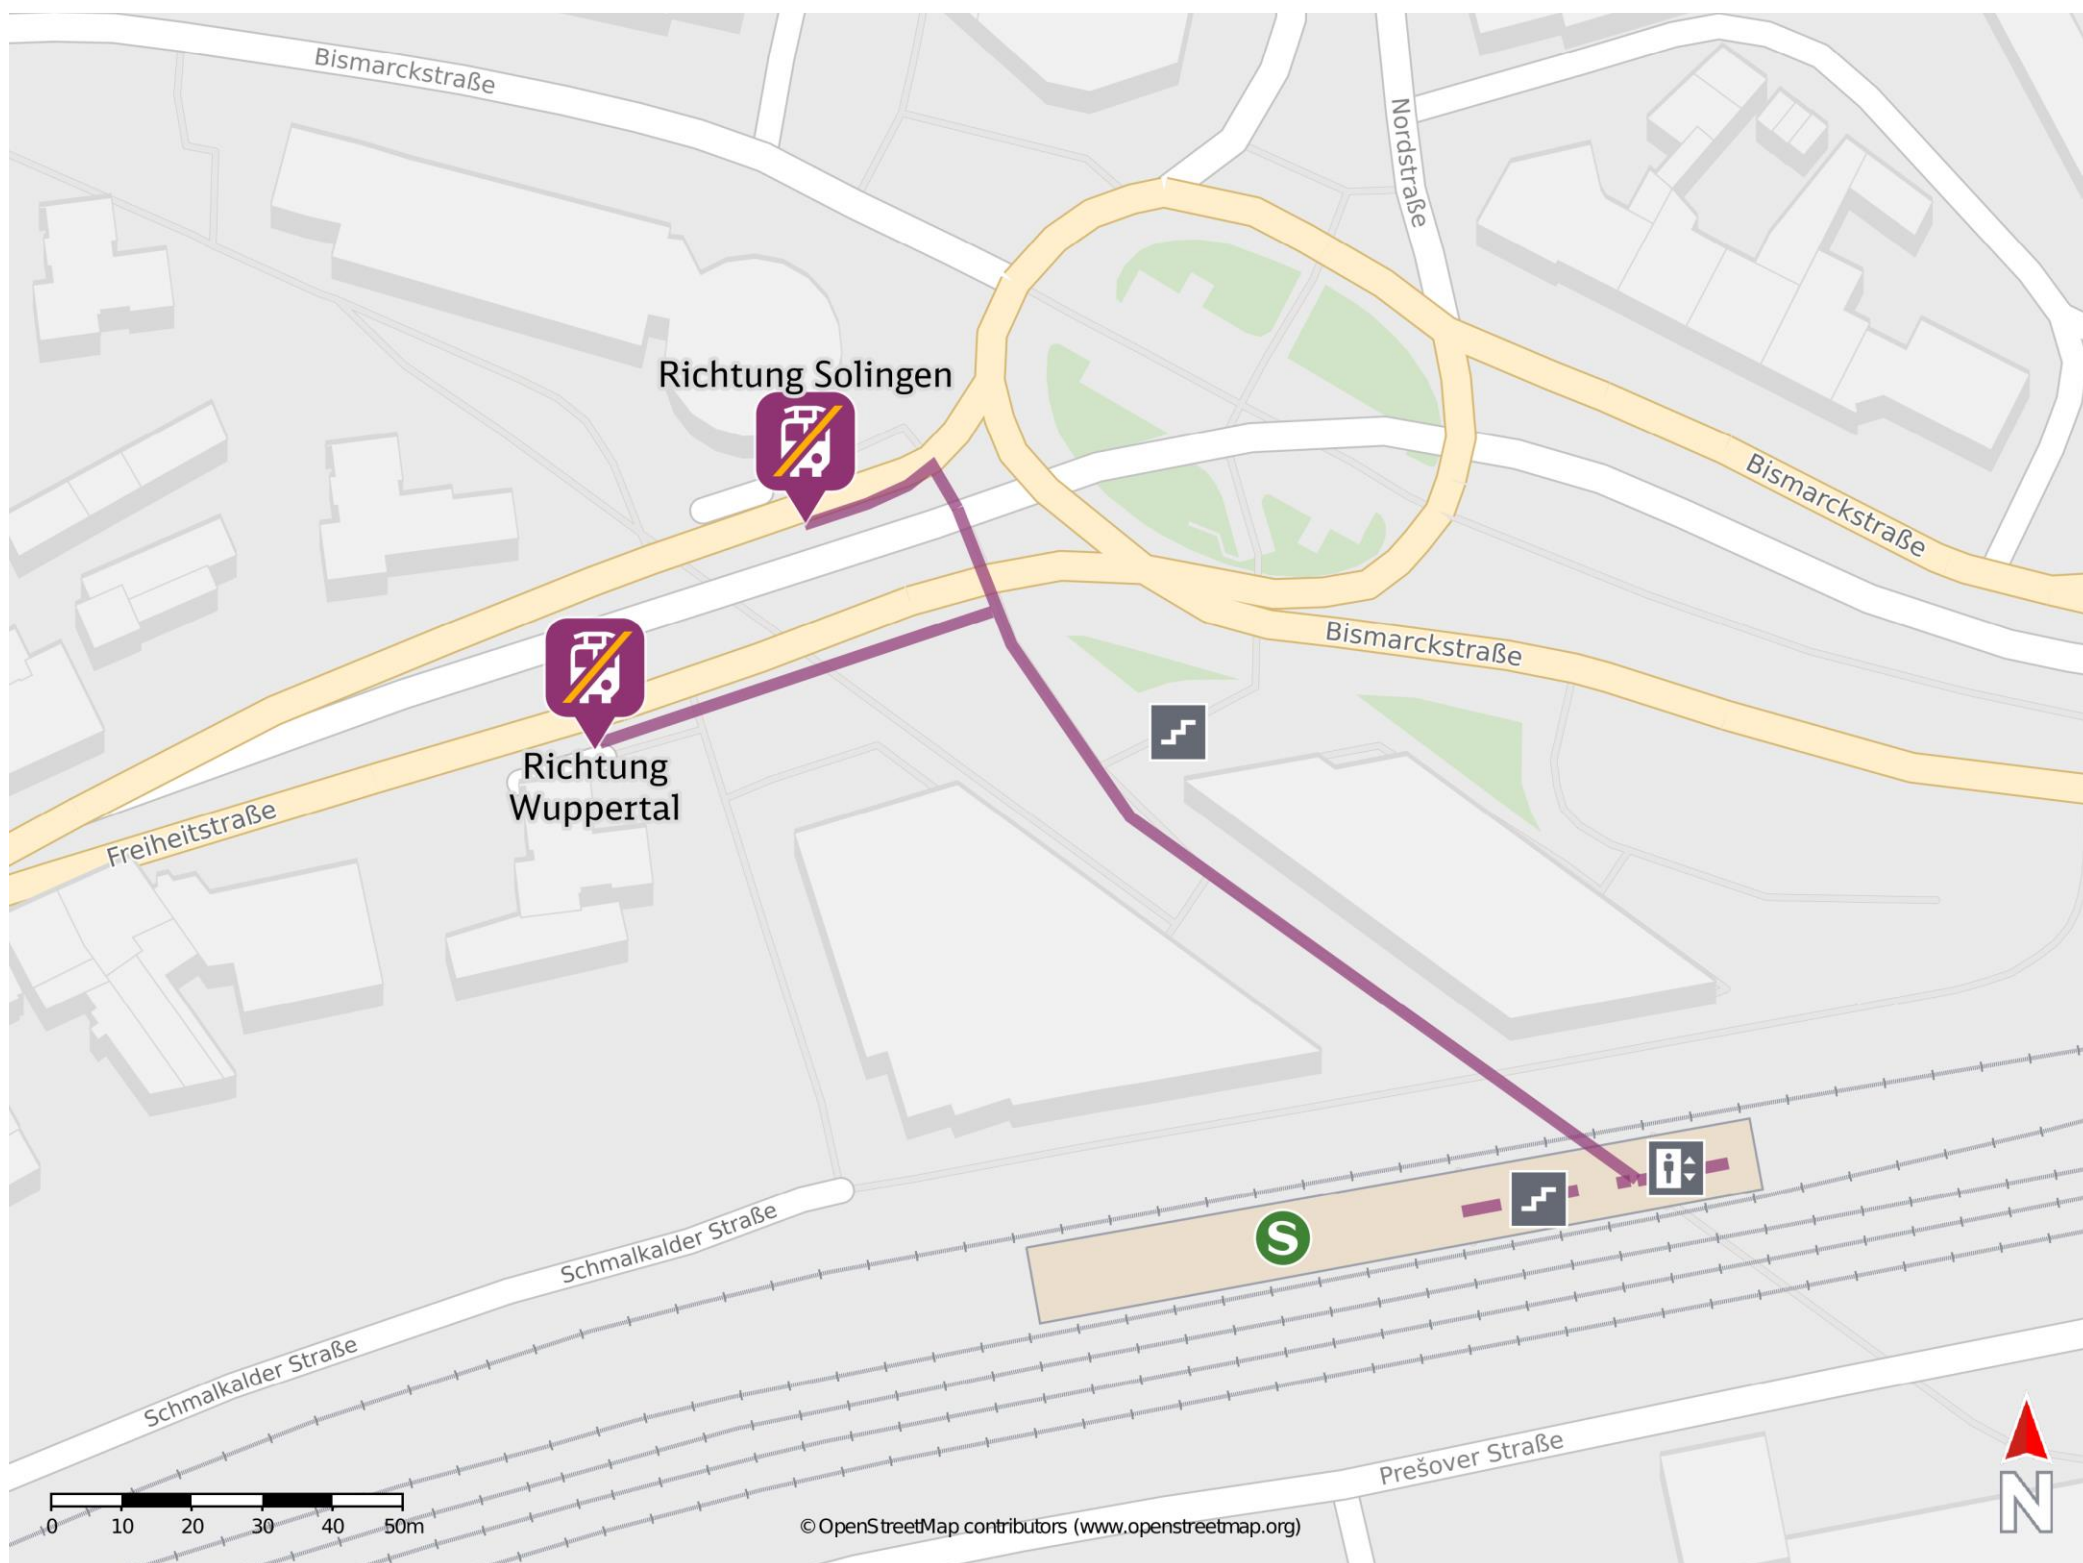 Bismarckstraße
Nordstraße
Richtung Solingen
Bismarckstraße
Bismarckstraße
Richtung
Wuppertal
Freiheitstraße
S
Schmalkalder Straße
Schmalkalder Straße
Prešover Straße
N
0 10 20 30 40 50m
© OpenStreetMap contributors (www.openstreetmap.org)